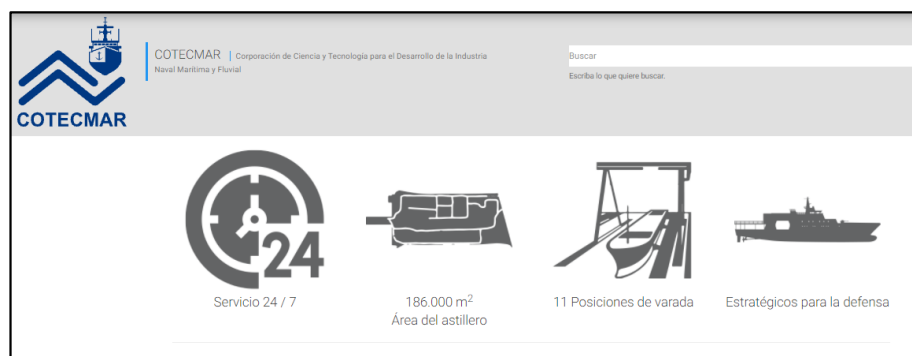 COTECMAR
COTECMAR | Corporación de Ciencia y Tecnología para el Desarrollo de la Industria
Naval Marítima y Fluvial
Buscar
Escriba lo que quiere buscar.
24
Servicio 24 / 7
186.000 m²
Área del astillero
11 Posiciones de varada
Estratégicos para la defensa